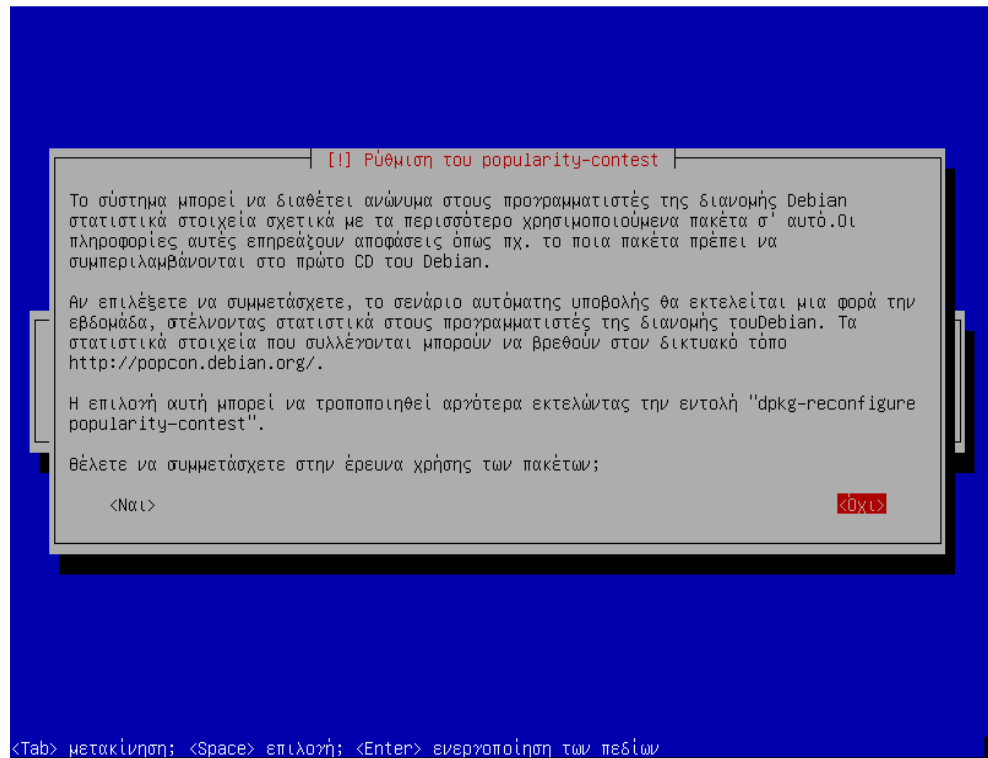 [!] Ρύθμιση του popularity-contest
Το σύστημα μπορεί να διαθέτει ανώνυμα στους προγραμματιστές της διανομής Debian
στατιστικά στοιχεία σχετικά με τα περισσότερο χρησιμοποιούμενα πακέτα σ' αυτό.Οι
πληροφορίες αυτές επηρεάζουν αποφάσεις όπως πχ. το ποια πακέτα πρέπει να
συμπεριλαμβάνονται στο πρώτο CD του Debian.
Αν επιλέξετε να συμμετάσχετε, το σενάριο αυτόματης υποβολής θα εκτελείται μια φορά την
εβδομάδα, στέλνοντας στατιστικά στους προγραμματιστές της διανομής τουDebian. Τα
στατιστικά στοιχεία που συλλέγονται μπορούν να βρεθούν στον δικτυακό τόπο
http://popcon.debian.org/.
Η επιλογή αυτή μπορεί να τροποποιηθεί αργότερα εκτελώντας την εντολή "dpkg-reconfigure
popularity-contest".
Θέλετε να συμμετάσχετε στην έρευνα χρήσης των πακέτων;
<Ναι> <Όχι>
<Tab> μετακίνηση; <Space> επιλογή; <Enter> ενεργοποίηση των πεδίων